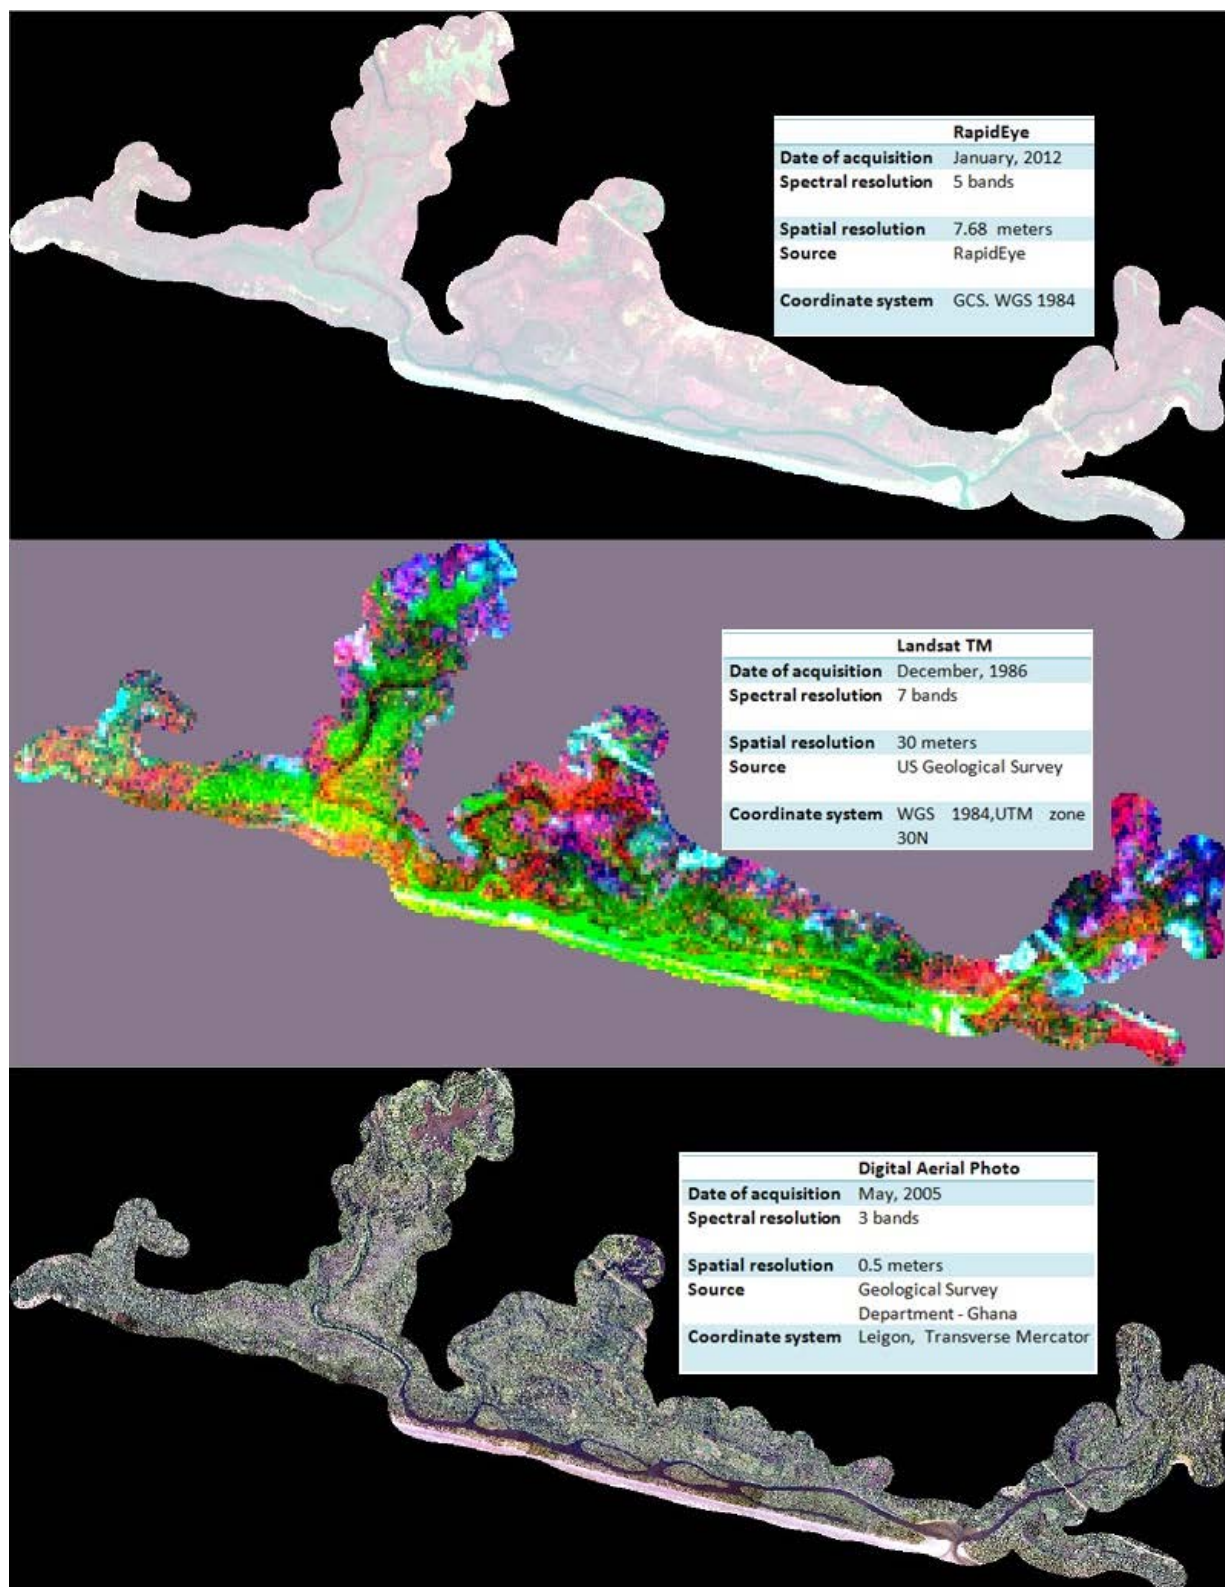 RapidEye
Date of acquisition January, 2012
Spectral resolution 5 bands
Spatial resolution 7.68 meters
Source RapidEye
Coordinate system GCS. WGS 1984
Landsat TM
Date of acquisition December, 1986
Spectral resolution 7 bands
Spatial resolution 30 meters
Source US Geological Survey
Coordinate system WGS 1984,UTM zone
30N
Digital Aerial Photo
Date of acquisition May, 2005
Spectral resolution 3 bands
Spatial resolution 0.5 meters
Source Geological Survey
Department - Ghana
Coordinate system Leigon, Transverse Mercator